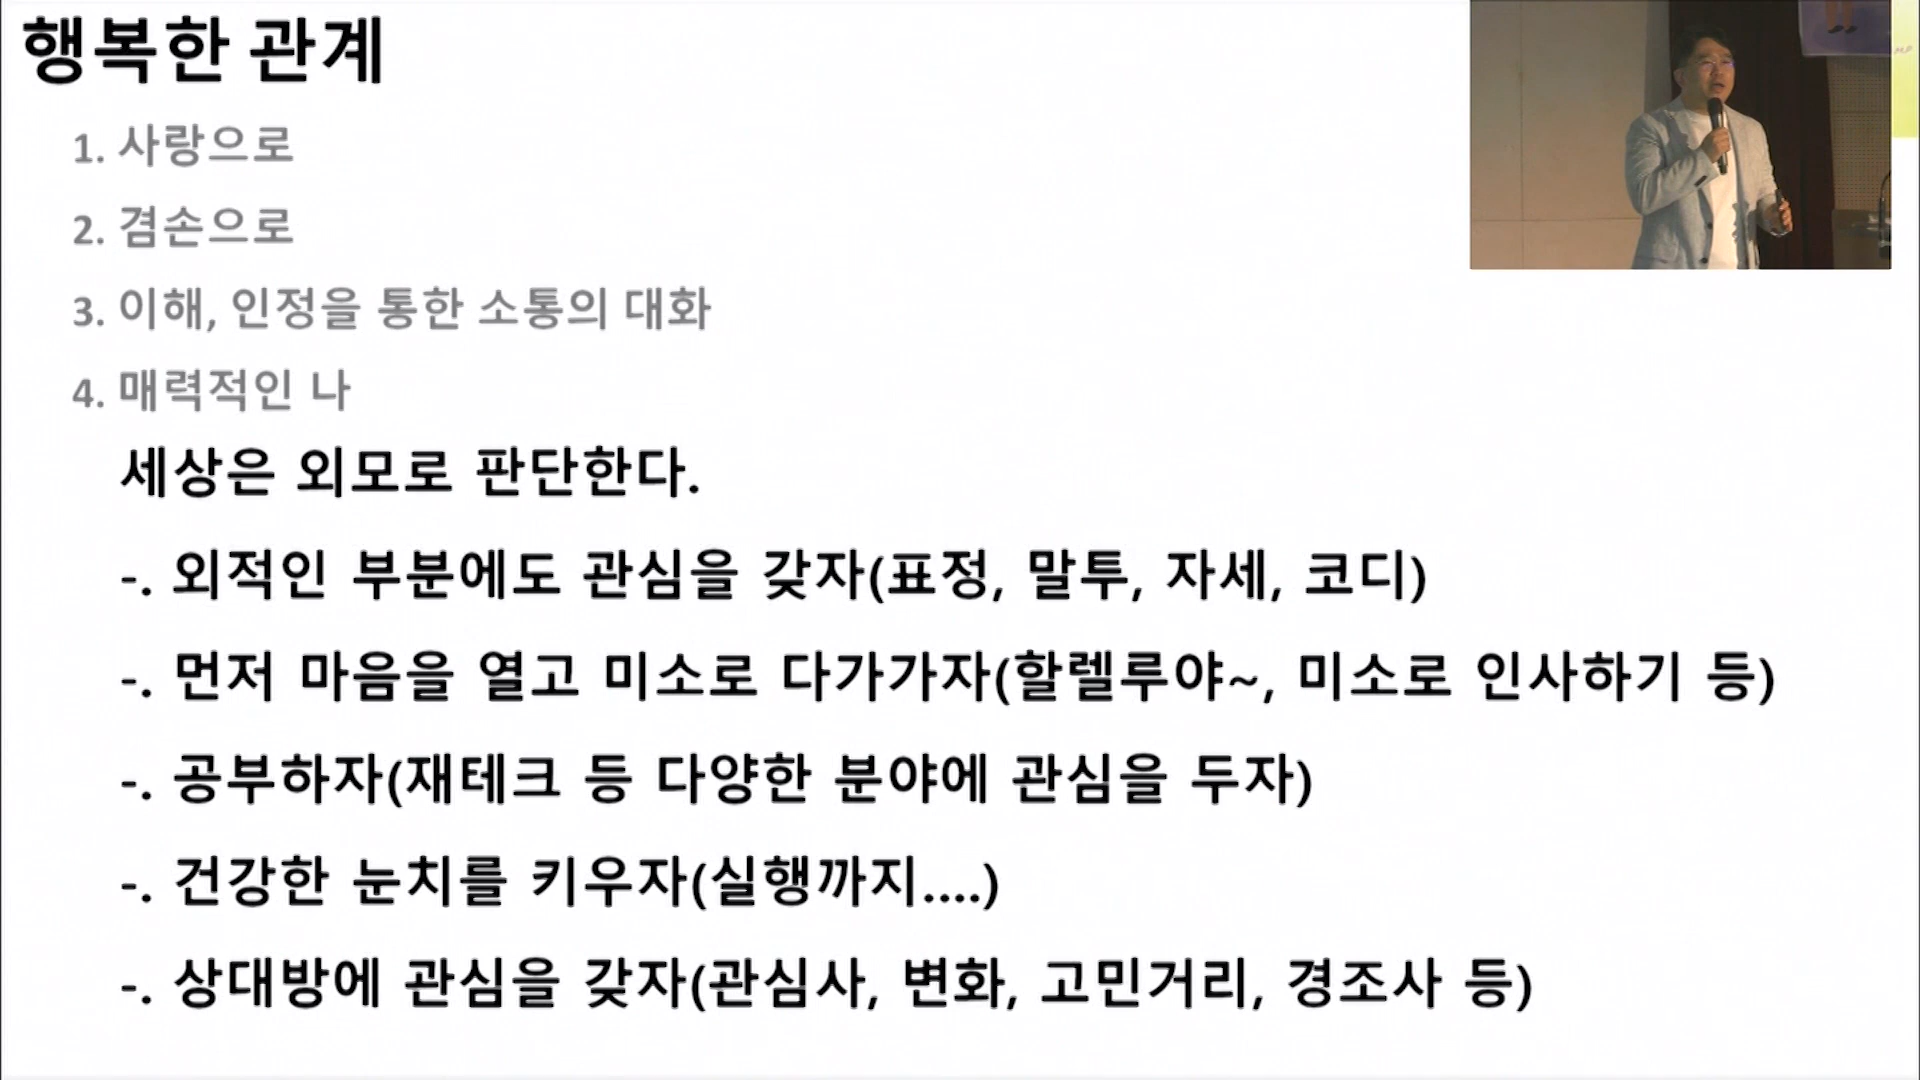 행복한 관계
1. 사랑으로
2. 겸손으로
3. 이해, 인정을 통한 소통의 대화
4. 매력적인 나
세상은 외모로 판단한다.
-. 외적인 부분에도 관심을 갖자(표정, 말투, 자세, 코디)
-. 먼저 마음을 열고 미소로 다가가자(할렐루야~, 미소로 인사하기 등)
-. 공부하자(재테크 등 다양한 분야에 관심을 두자)
-. 건강한 눈치를 키우자(실행까지....)
-. 상대방에 관심을 갖자(관심사, 변화, 고민거리, 경조사 등)